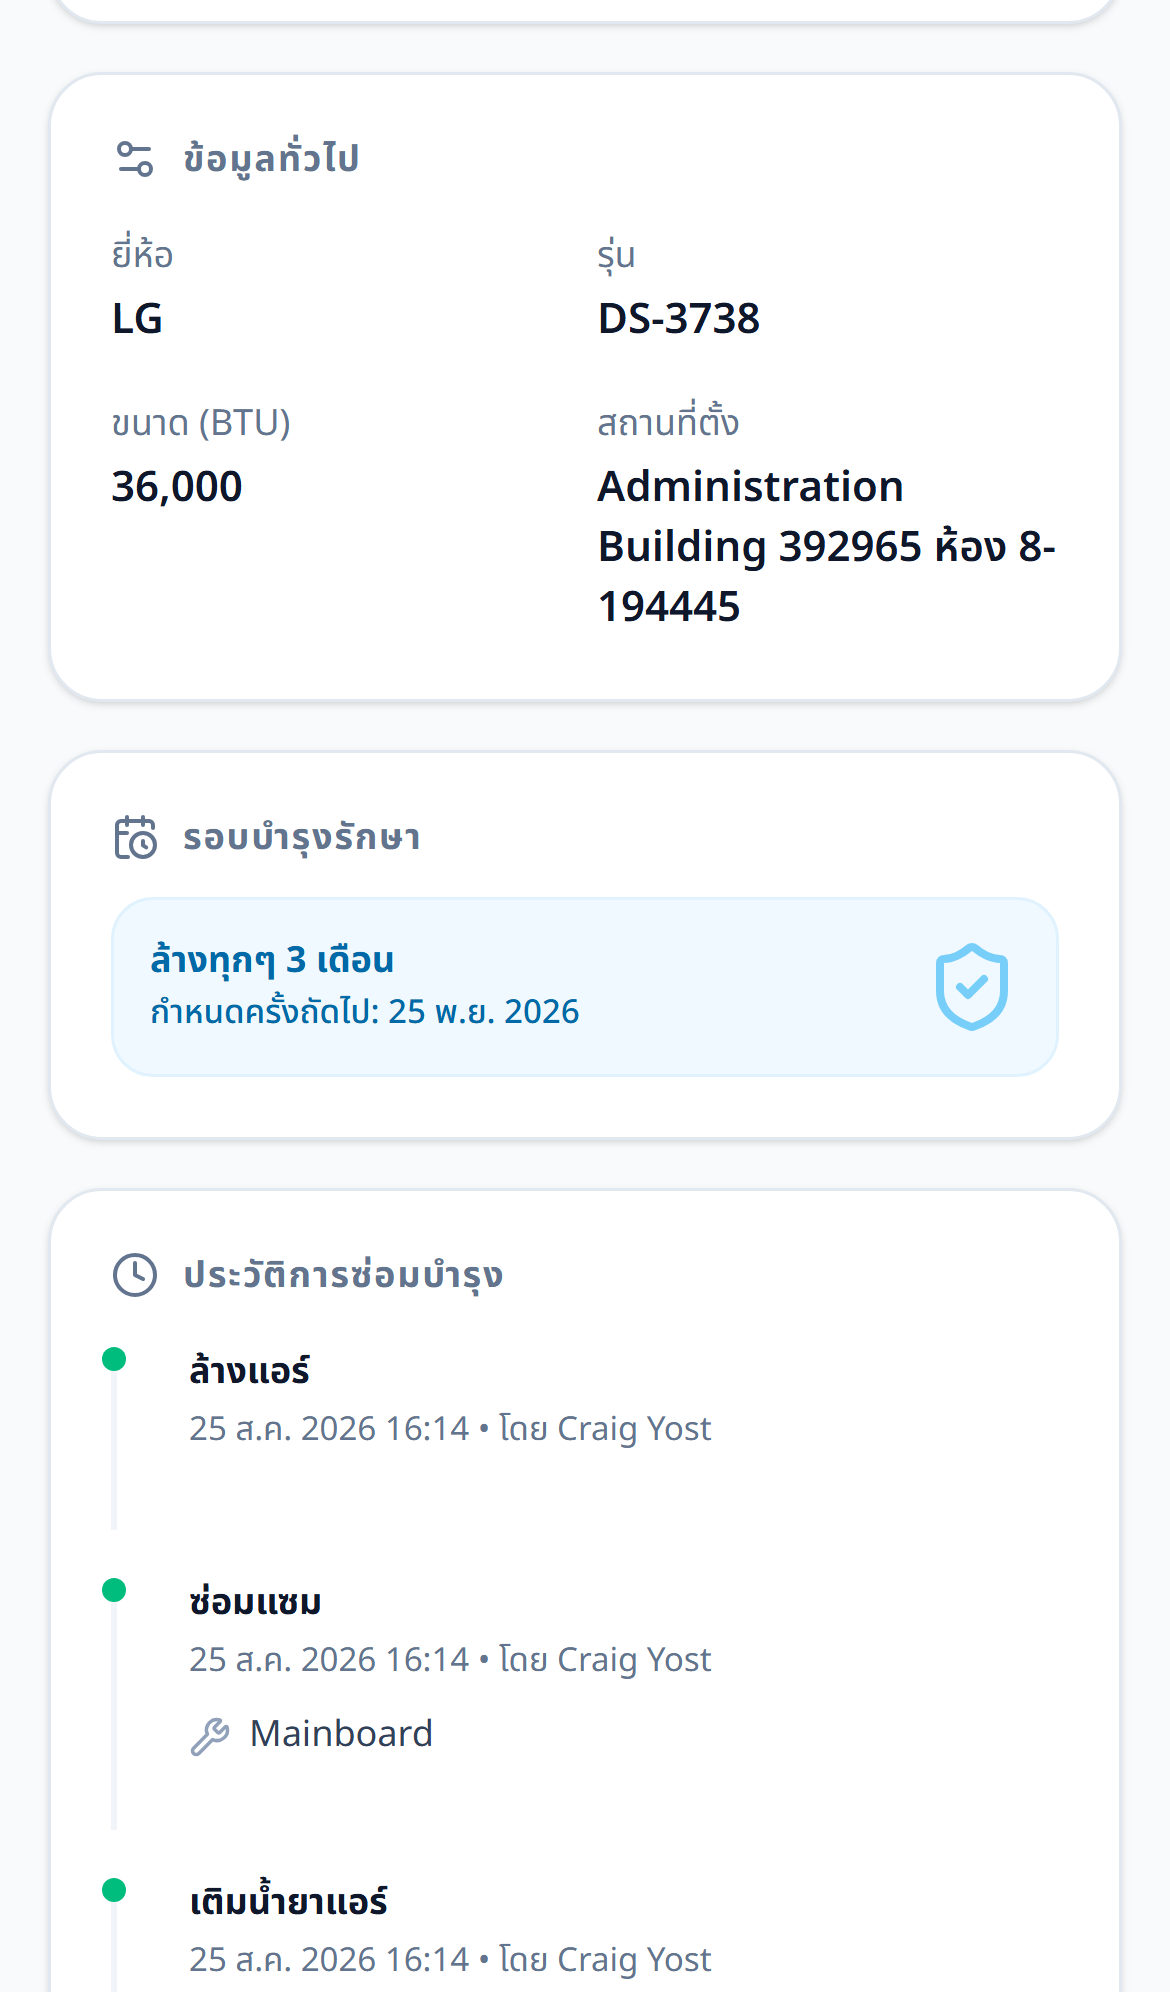 ข้อมูลทั่วไป
ยี่ห้อ
LG
รุ่น
DS-3738
ขนาด (BTU)
36,000
สถานที่ตั้ง
Administration
Building 392965 ห้อง 8-
194445
รอบบำรุงรักษา
ล้างทุกๆ 3 เดือน
กำหนดครั้งถัดไป: 25 พ.ย. 2026
ประวัติการซ่อมบำรุง
ล้างแอร์
25 ส.ค. 2026 16:14 • โดย Craig Yost
ซ่อมแซม
25 ส.ค. 2026 16:14 • โดย Craig Yost
Mainboard
เติมน้ำยาแอร์
25 ส.ค. 2026 16:14 • โดย Craig Yost